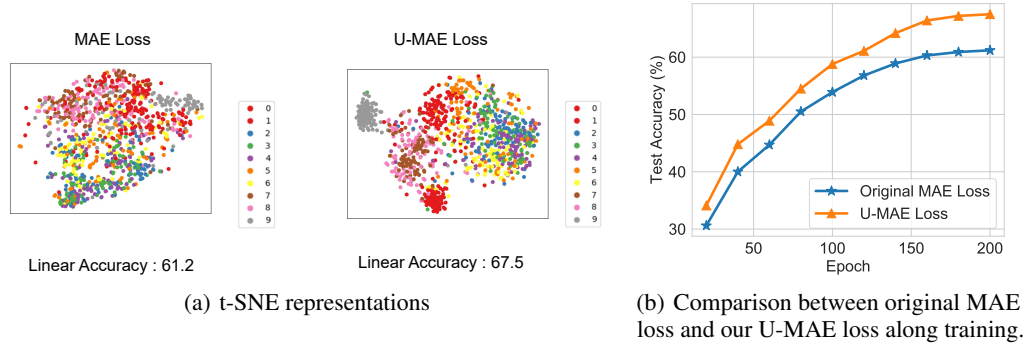 MAE Loss
0
1
2
3
4
5
6
7
8
9
Linear Accuracy : 61.2
U-MAE Loss
0
1
2
3
4
5
6
7
8
9
Linear Accuracy : 67.5
(a) t-SNE representations
Test Accuracy (%)
60
50
40
30
Original MAE Loss
U-MAE Loss
50
100
150
200
Epoch
(b) Comparison between original MAE
loss and our U-MAE loss along training.